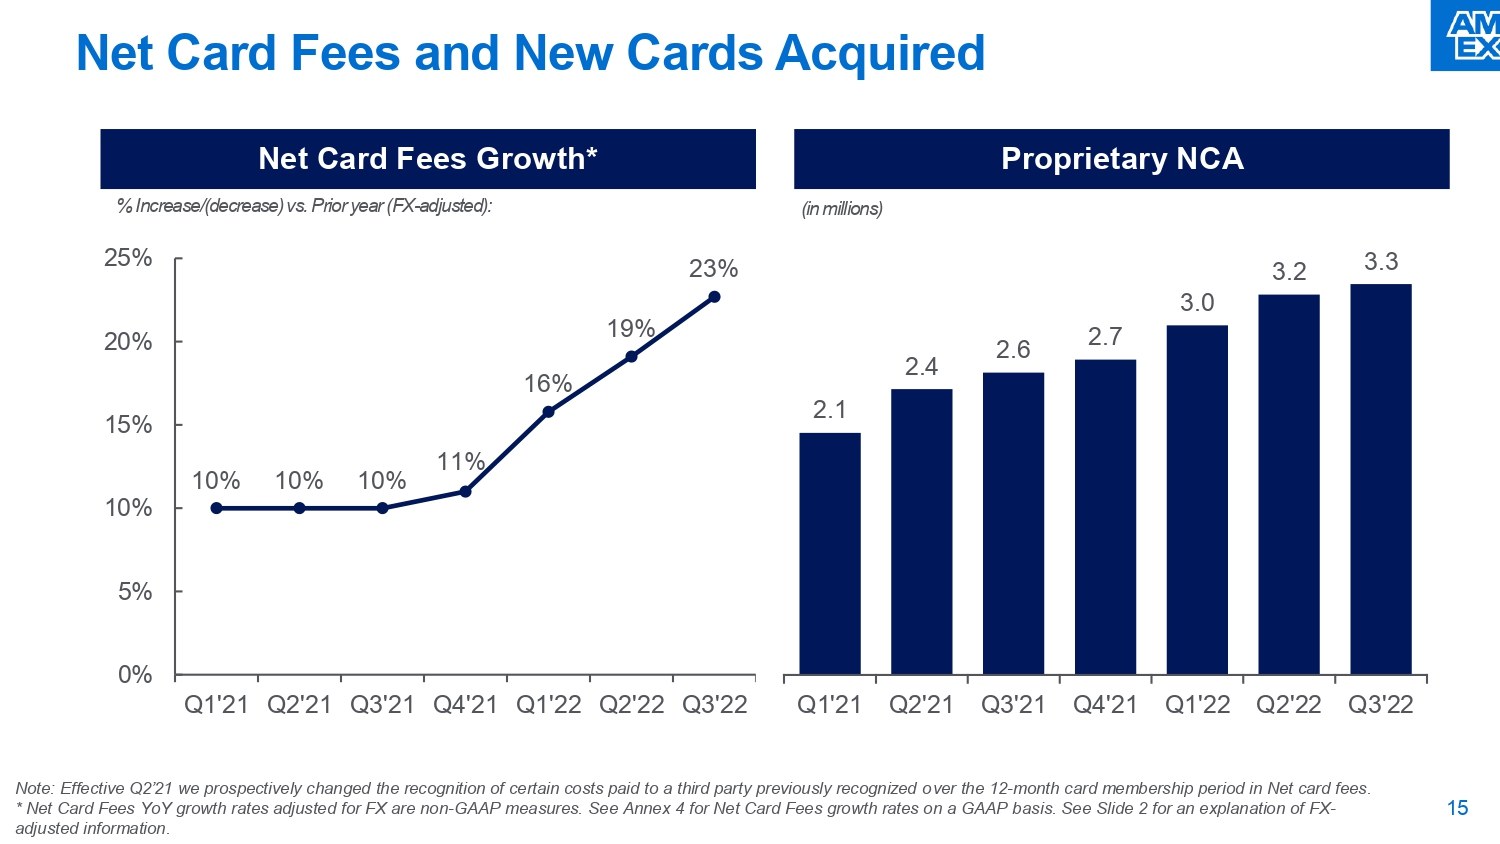 Net Card Fees and New Cards Acquired
AM
EX
Net Card Fees Growth*
% Increase/(decrease) vs. Prior year (FX-adjusted):
25%
20%
15%
10%
5%
0%
10%
10%
10%
11%
16%
19%
23%
Q1'21 Q2'21 Q3'21 Q4'21 Q1'22 Q2'22 Q3'22
Proprietary NCA
(in millions)
2.1
2.4
2.6
2.7
3.0
3.2
3.3
Q1'21 Q2'21 Q3'21 Q4'21 Q1'22 Q2'22 Q3'22
Note: Effective Q2’21 we prospectively changed the recognition of certain costs paid to a third party previously recognized over the 12-month card membership period in Net card fees.
* Net Card Fees YoY growth rates adjusted for FX are non-GAAP measures. See Annex 4 for Net Card Fees growth rates on a GAAP basis. See Slide 2 for an explanation of FX-
adjusted information.
15